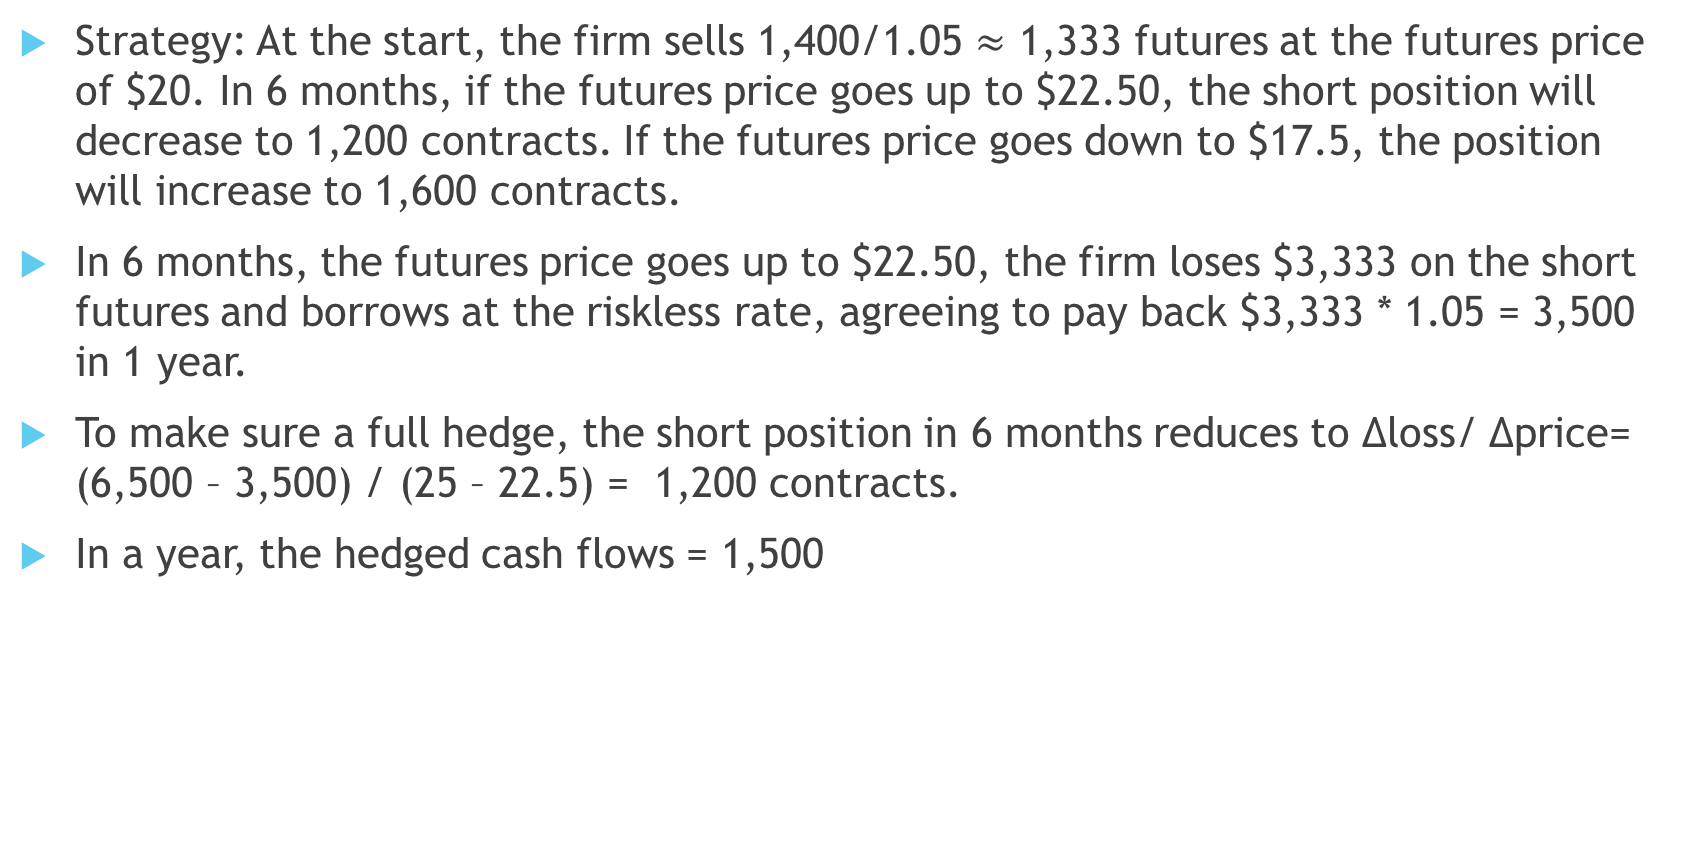 Strategy: At the start, the firm sells 1,400/1.05 ≈ 1,333 futures at the futures price
of $20. In 6 months, if the futures price goes up to $22.50, the short position will
decrease to 1,200 contracts. If the futures price goes down to $17.5, the position
will increase to 1,600 contracts.
In 6 months, the futures price goes up to $22.50, the firm loses $3,333 on the short
futures and borrows at the riskless rate, agreeing to pay back $3,333 * 1.05 = 3,500
in 1 year.
To make sure a full hedge, the short position in 6 months reduces to Δloss/ Δprice=
(6,500 – 3,500) / (25 – 22.5) =  1,200 contracts.
In a year, the hedged cash flows = 1,500